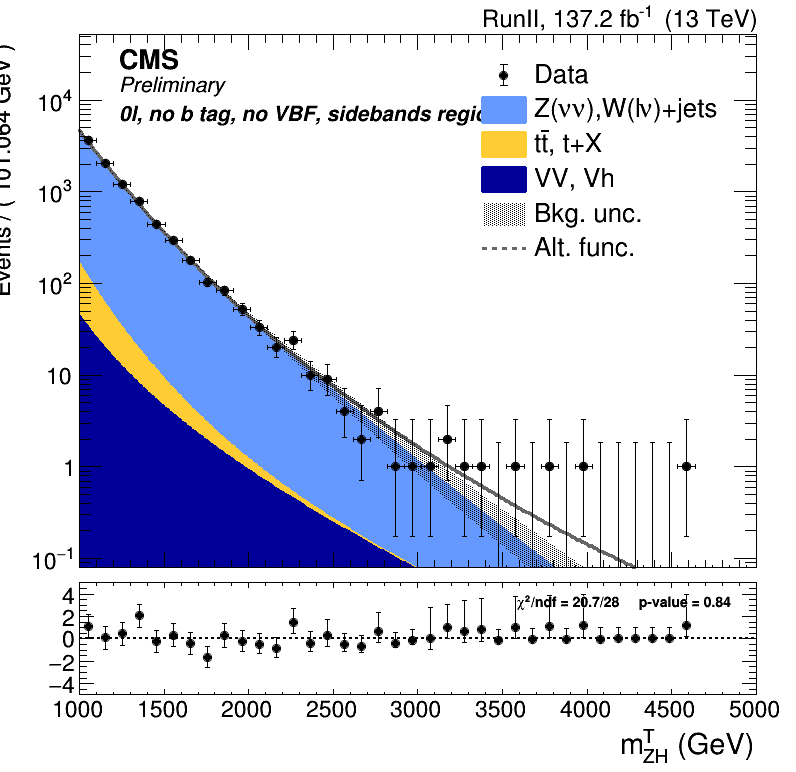 RunII, 137.2 fb⁻¹ (13 TeV)
CMS
Preliminary
0l, no b tag, no VBF, sidebands regio
Data
Z(νν),W(lν)+jets
tt̄, t+X
VV, Vh
Bkg. unc.
Alt. func.
Events / ( 101.064 GeV )
10⁴
10³
10²
10
1
10⁻¹
χ²/ndf = 20.7/28 p-value = 0.84
4
2
0
−2
−4
1000 1500 2000 2500 3000 3500 4000 4500 5000
m^T_ZH (GeV)